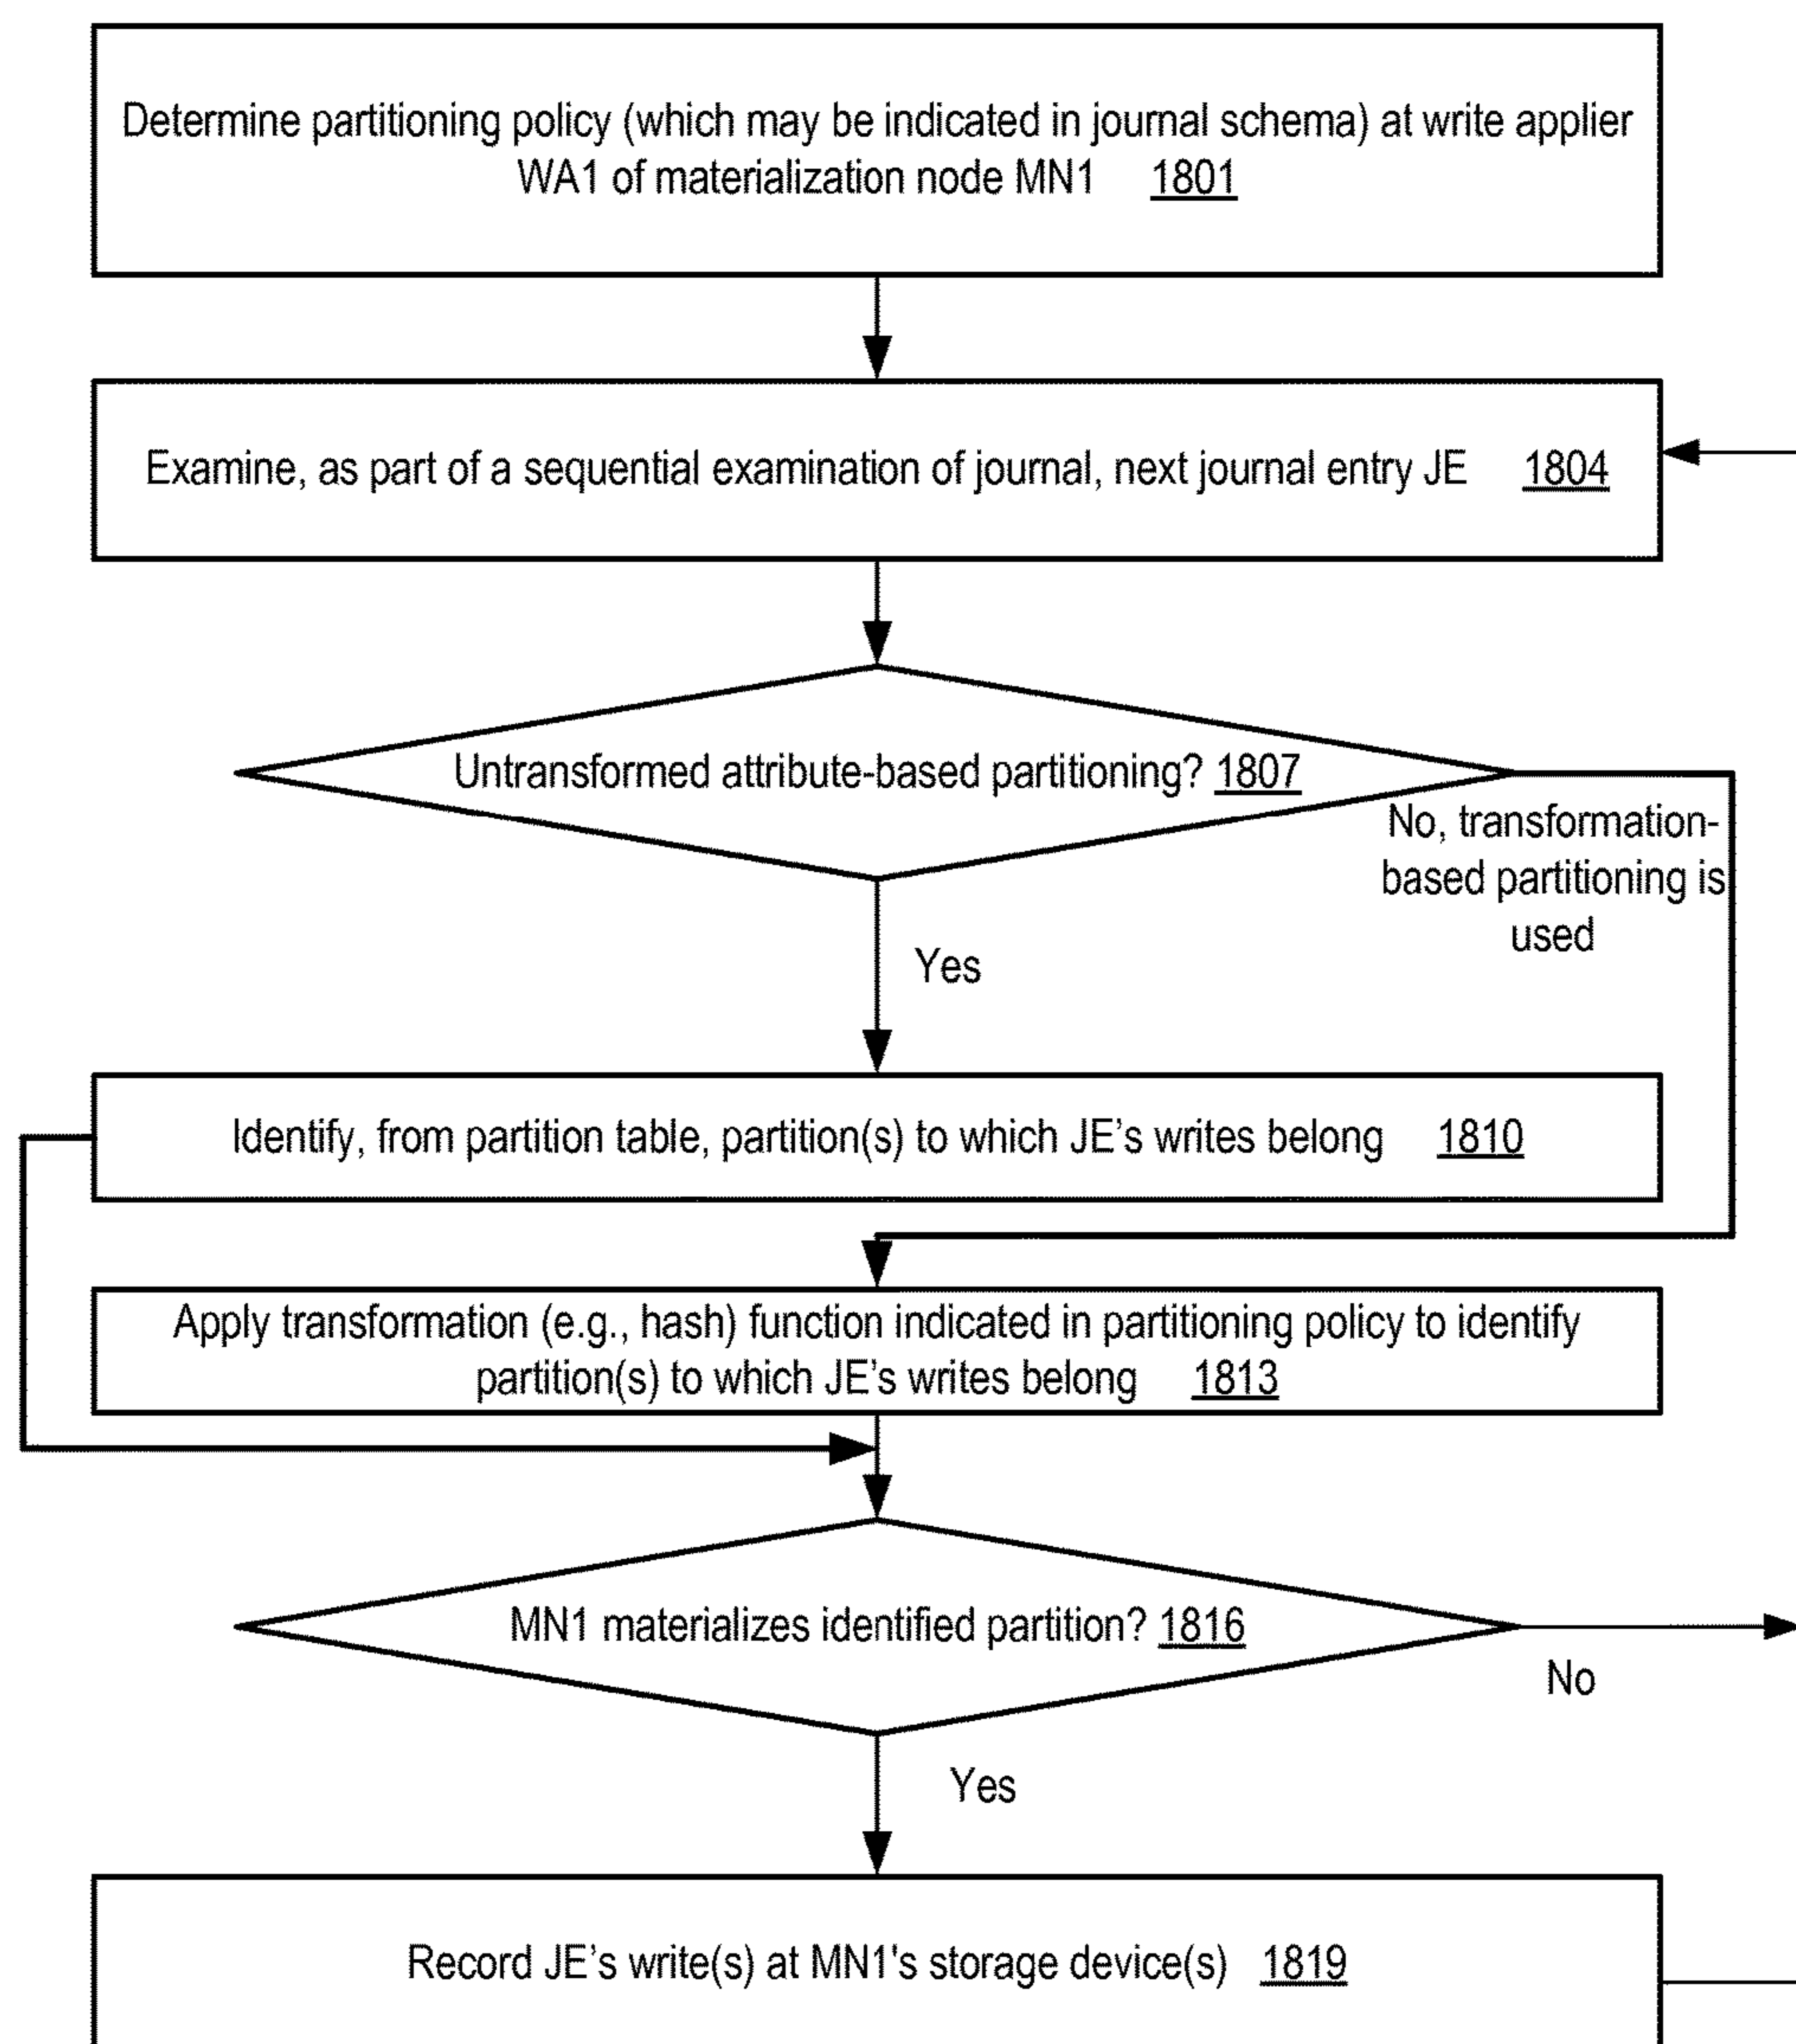 Determine partitioning policy (which may be indicated in journal schema) at write applier
WA1 of materialization node MN1 1801
Examine, as part of a sequential examination of journal, next journal entry JE 1804
Untransformed attribute-based partitioning? 1807
No, transformation-
based partitioning is
used
Yes
Identify, from partition table, partition(s) to which JE’s writes belong 1810
Apply transformation (e.g., hash) function indicated in partitioning policy to identify
partition(s) to which JE’s writes belong 1813
MN1 materializes identified partition? 1816
No
Yes
Record JE’s write(s) at MN1's storage device(s) 1819